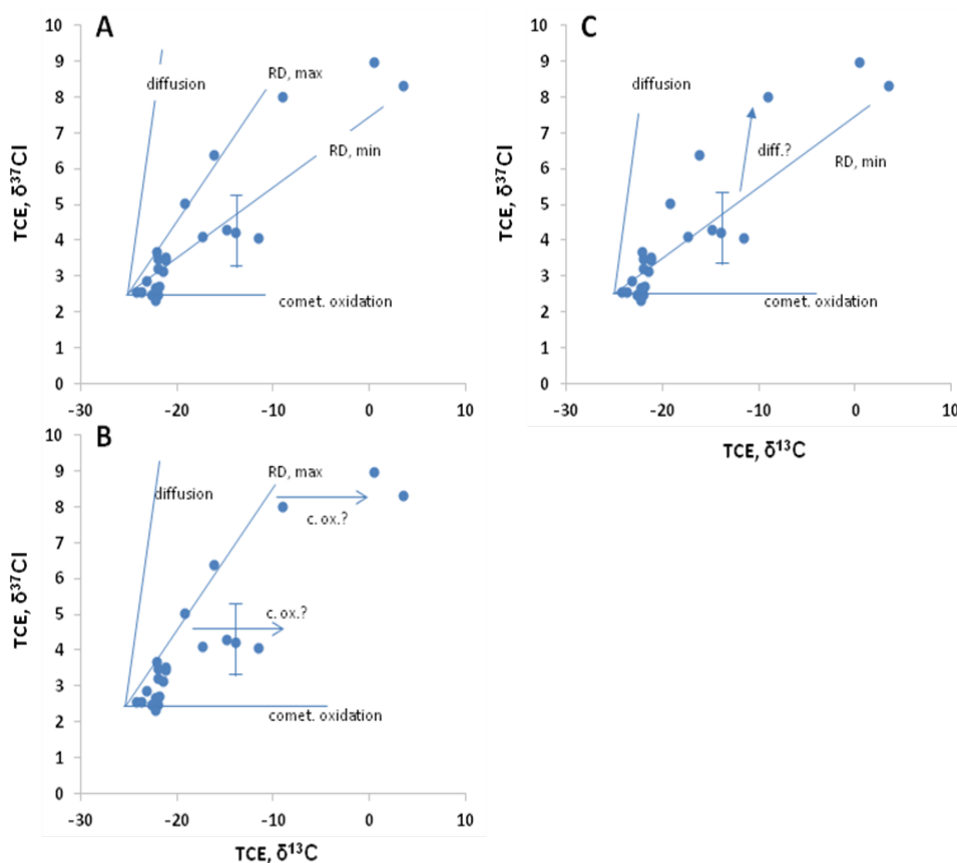 A
10
9
8
7
6
5
4
3
2
1
0
TCE, δ³⁷Cl
diffusion
RD, max
RD, min
comet. oxidation
-30
-20
-10
0
10
C
10
9
8
7
6
5
4
3
2
1
0
TCE, δ³⁷Cl
diffusion
diff.?
RD, min
comet. oxidation
-30
-20
-10
0
10
TCE, δ¹³C
B
10
9
8
7
6
5
4
3
2
1
0
TCE, δ³⁷Cl
diffusion
RD, max
c. ox.?
c. ox.?
comet. oxidation
-30
-20
-10
0
10
TCE, δ¹³C